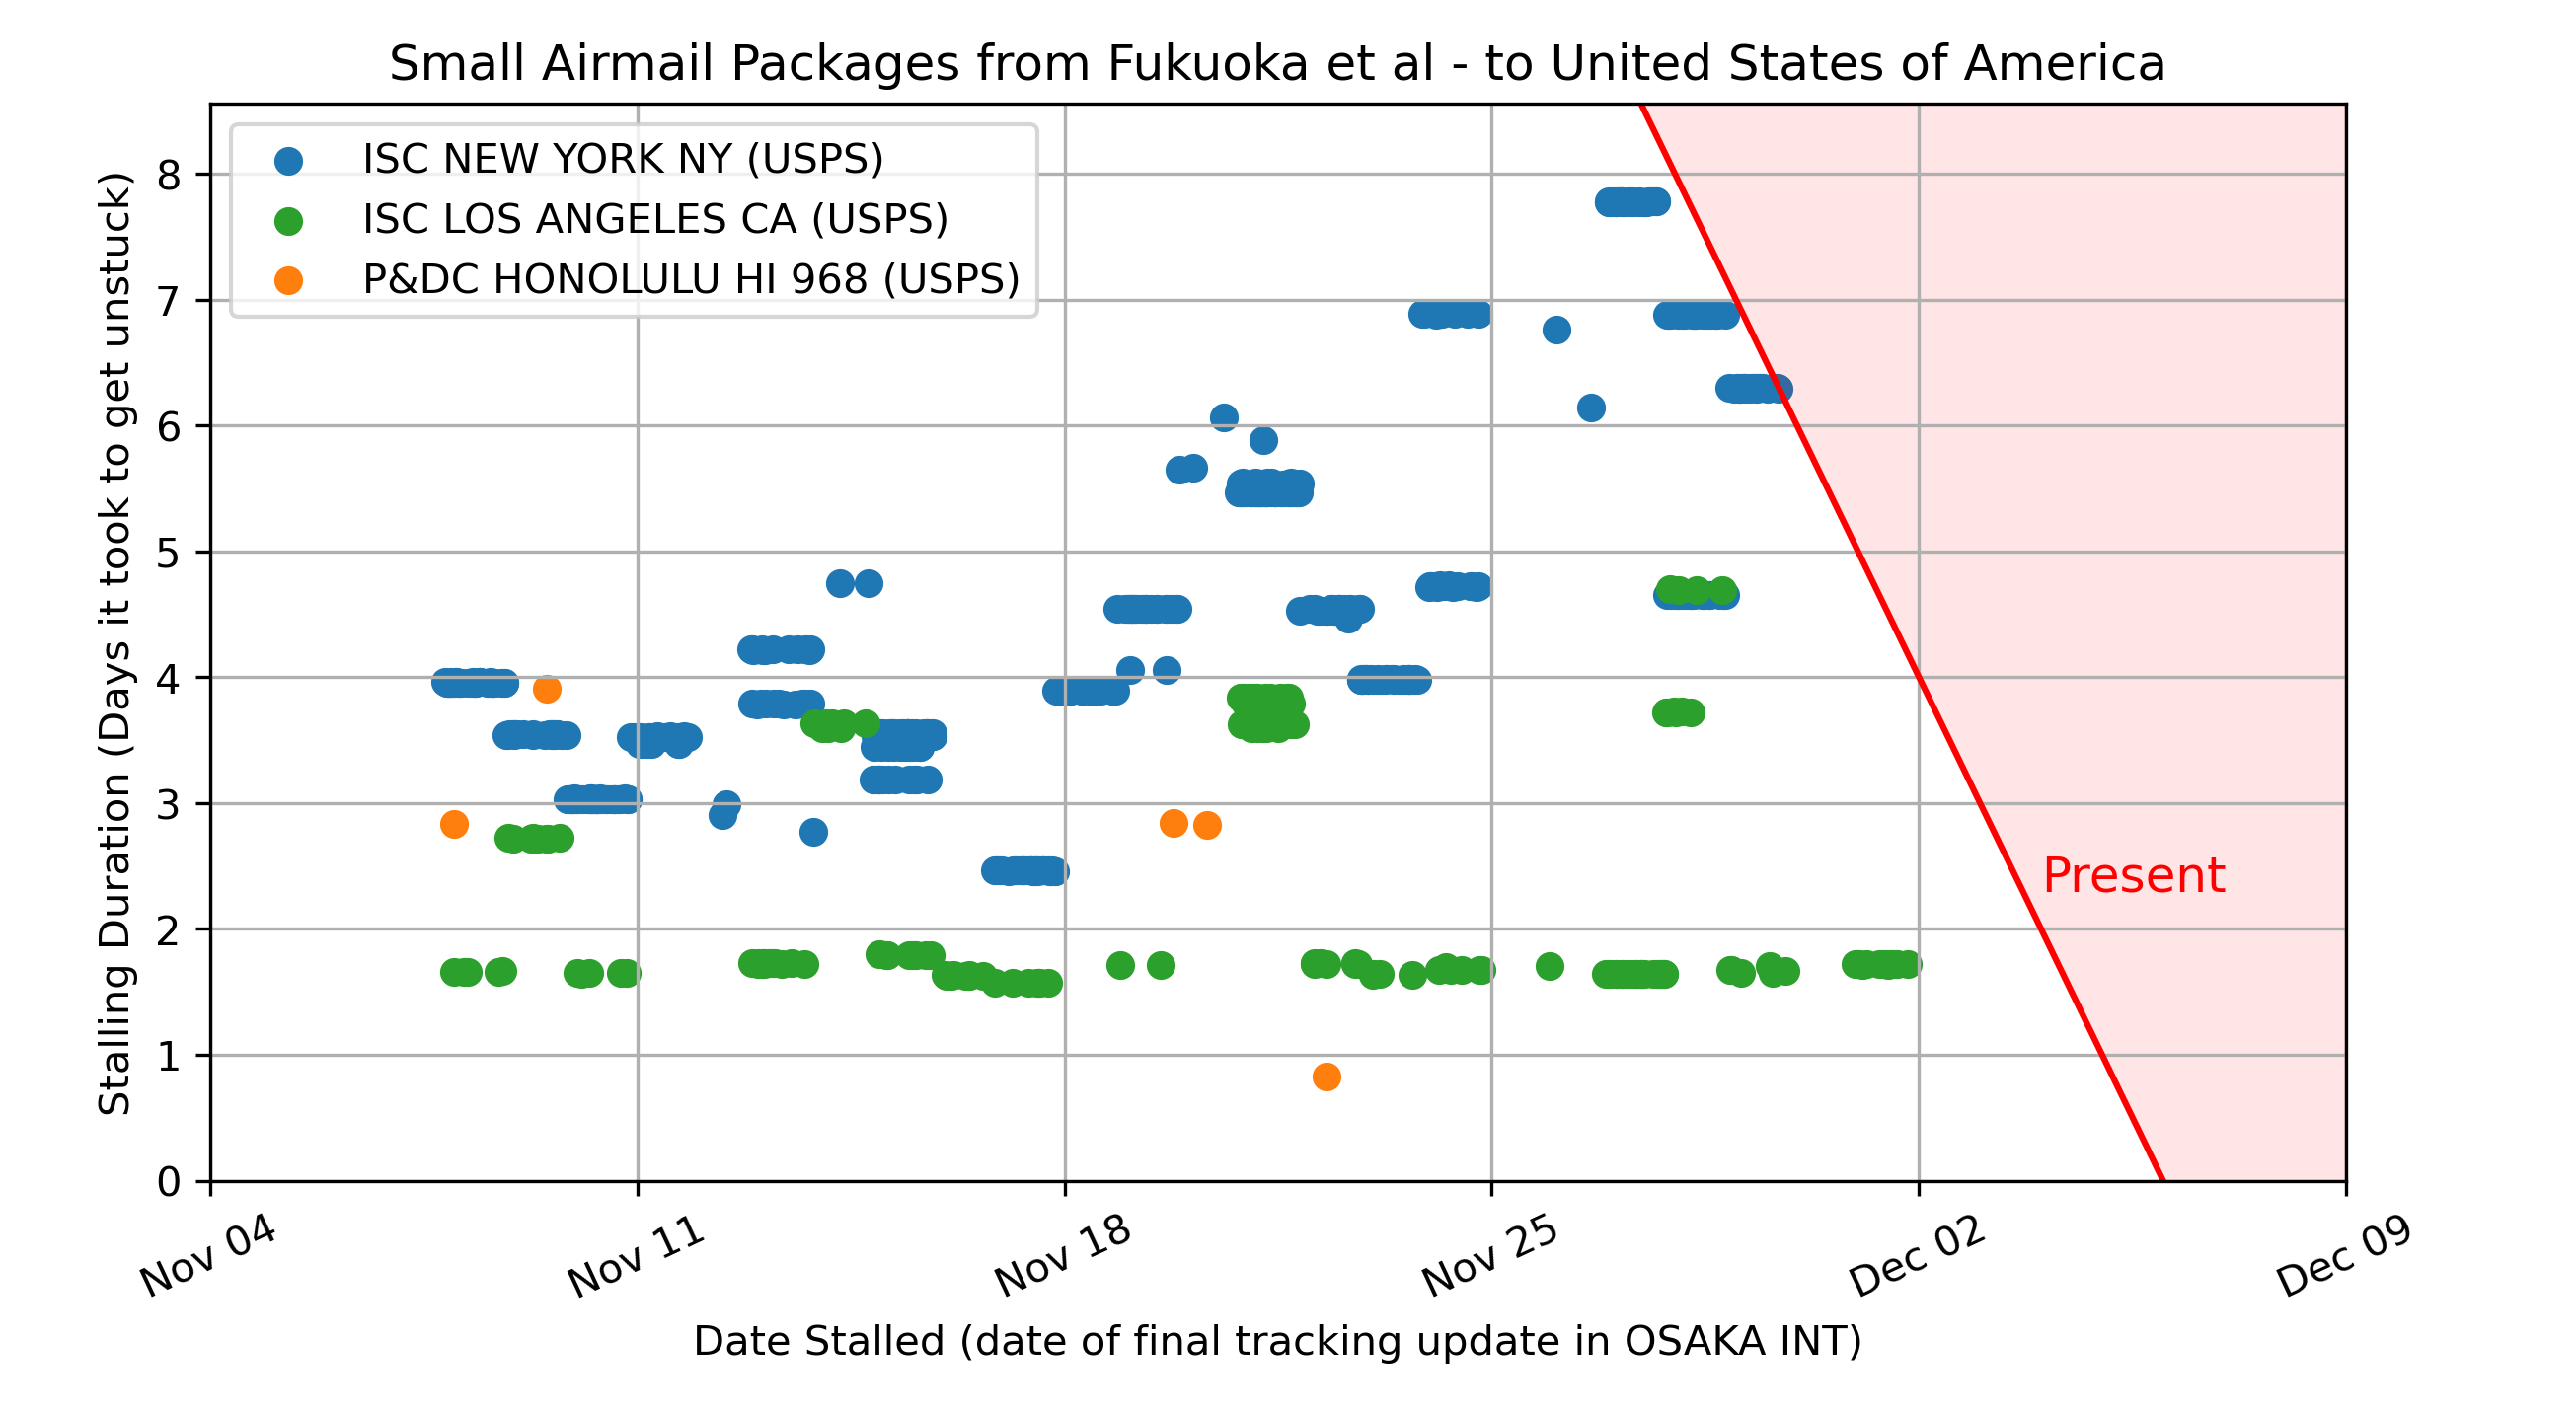 Small Airmail Packages from Fukuoka et al - to United States of America
ISC NEW YORK NY (USPS)
ISC LOS ANGELES CA (USPS)
P&DC HONOLULU HI 968 (USPS)
Stalling Duration (Days it took to get unstuck)
8
7
6
5
4
3
2
1
0
Present
Nov 04
Nov 11
Nov 18
Nov 25
Dec 02
Dec 09
Date Stalled (date of final tracking update in OSAKA INT)